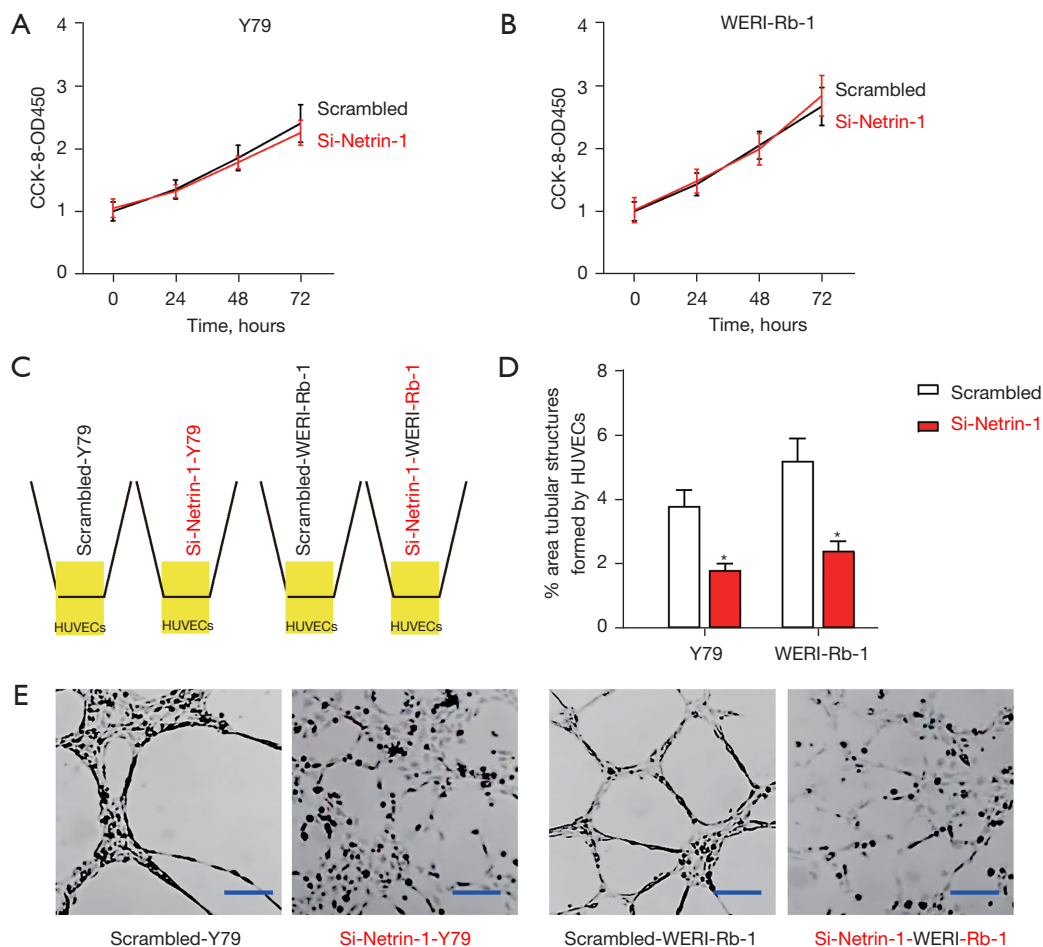 A
Y79
CCK-8-OD450
4
3
2
1
0
Scrambled
Si-Netrin-1
0 24 48 72
Time, hours
B
WERI-Rb-1
CCK-8-OD450
4
3
2
1
0
Scrambled
Si-Netrin-1
0 24 48 72
Time, hours
C
Scrambled-Y79
Si-Netrin-1-Y79
Scrambled-WERI-Rb-1
Si-Netrin-1-WERI-Rb-1
HUVECs
HUVECs
HUVECs
HUVECs
D
% area tubular structures
formed by HUVECs
8
6
4
2
0
*
*
Y79 WERI-Rb-1
Scrambled
Si-Netrin-1
E
Scrambled-Y79
Si-Netrin-1-Y79
Scrambled-WERI-Rb-1
Si-Netrin-1-WERI-Rb-1